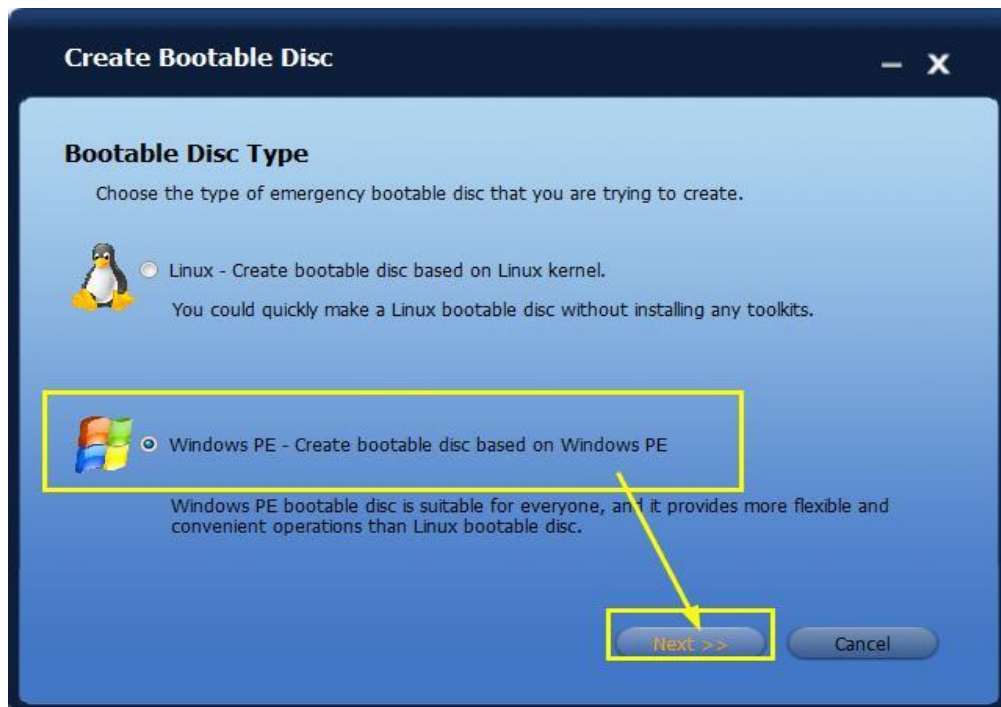 Create Bootable Disc
Bootable Disc Type
Choose the type of emergency bootable disc that you are trying to create.
Linux - Create bootable disc based on Linux kernel.
You could quickly make a Linux bootable disc without installing any toolkits.
Windows PE - Create bootable disc based on Windows PE
Windows PE bootable disc is suitable for everyone, and it provides more flexible and
convenient operations than Linux bootable disc.
Next >>
Cancel